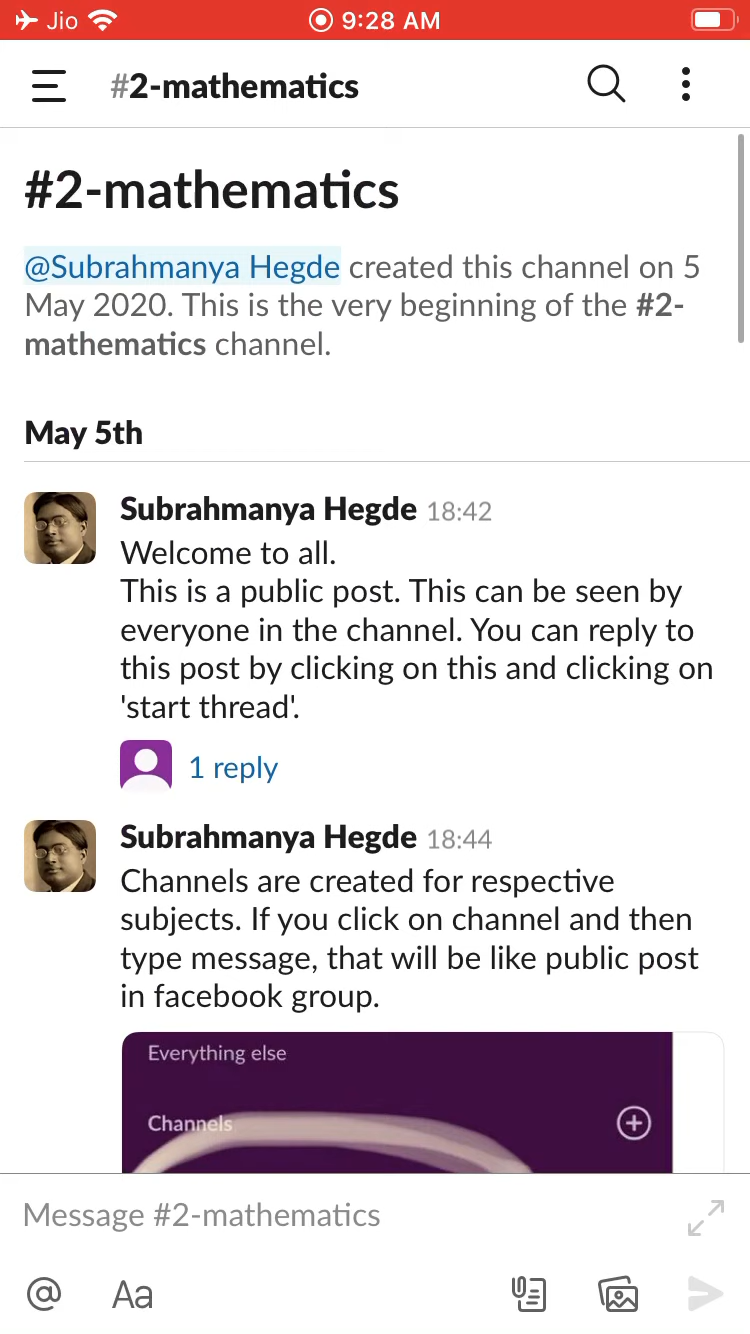 Jio 9:28 AM
#2-mathematics
#2-mathematics
@Subrahmanya Hegde created this channel on 5
May 2020. This is the very beginning of the #2-
mathematics channel.
May 5th
Subrahmanya Hegde 18:42
Welcome to all.
This is a public post. This can be seen by
everyone in the channel. You can reply to
this post by clicking on this and clicking on
'start thread'.
1 reply
Subrahmanya Hegde 18:44
Channels are created for respective
subjects. If you click on channel and then
type message, that will be like public post
in facebook group.
Everything else
Channels
Message #2-mathematics
@ Aa